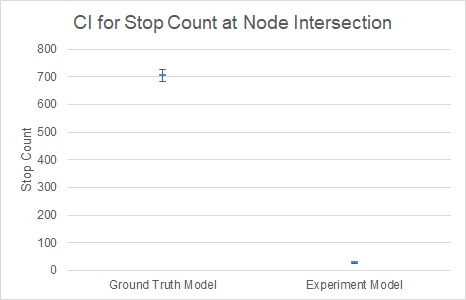 CI for Stop Count at Node Intersection
800
700
600
500
400
300
200
100
0
Stop Count
Ground Truth Model
Experiment Model